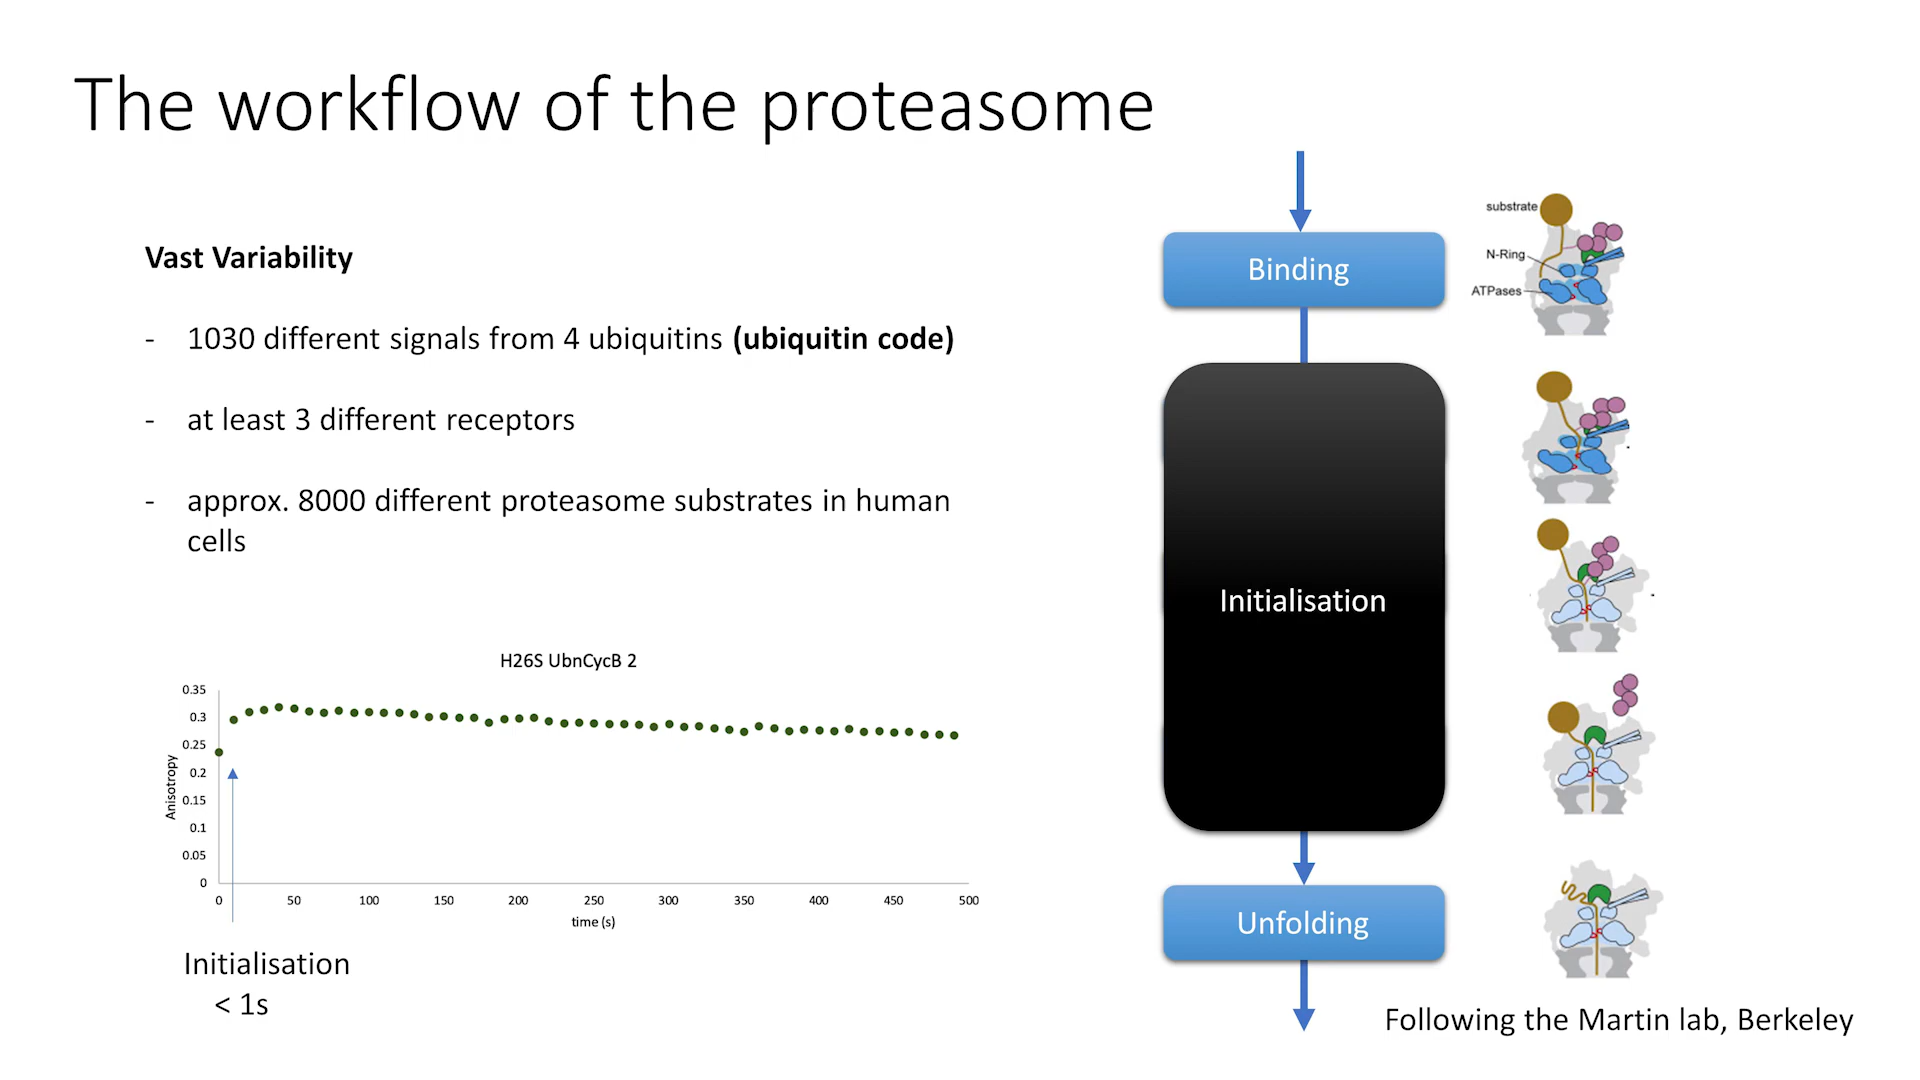 The workflow of the proteasome
Vast Variability
- 1030 different signals from 4 ubiquitins (ubiquitin code)
- at least 3 different receptors
- approx. 8000 different proteasome substrates in human
cells
H26S UbnCycB 2
0.35
0.3
0.25
0.2
0.15
0.1
0.05
0
Anisotropy
0 50 100 150 200 250 300 350 400 450 500
time (s)
Initialisation
< 1s
Binding
Initialisation
Unfolding
substrate
N-Ring
ATPases
Following the Martin lab, Berkeley